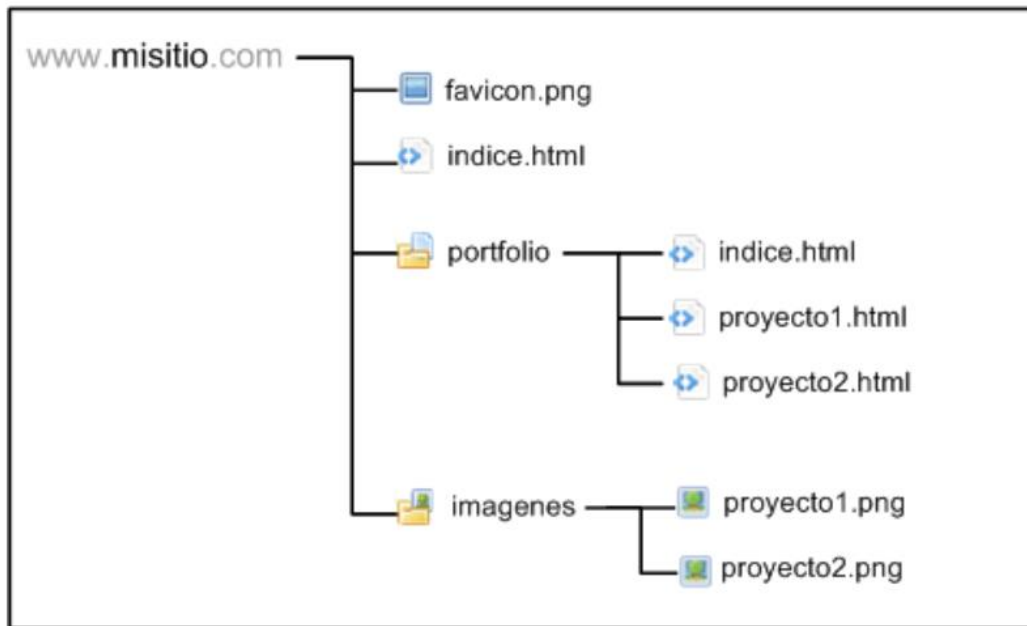 www.misitio.com
favicon.png
indice.html
portfolio
indice.html
proyecto1.html
proyecto2.html
imagenes
proyecto1.png
proyecto2.png